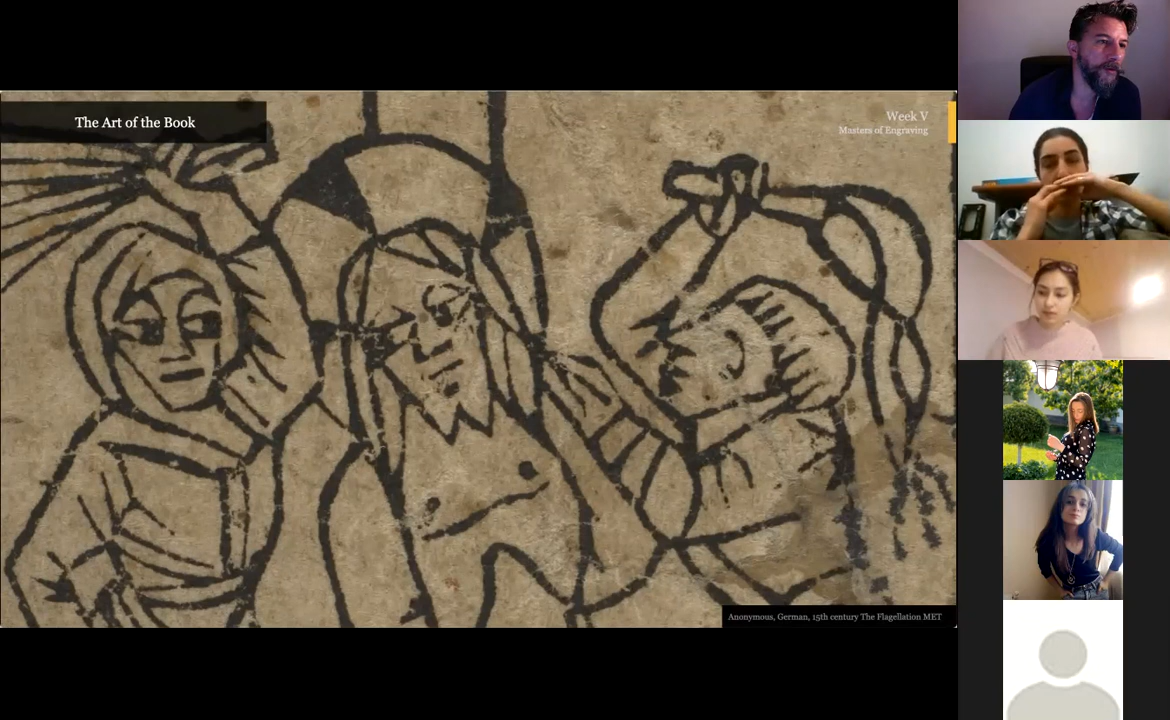 The Art of the Book
Week V
Masters of Engraving
Anonymous, German, 15th century The Flagellation MET